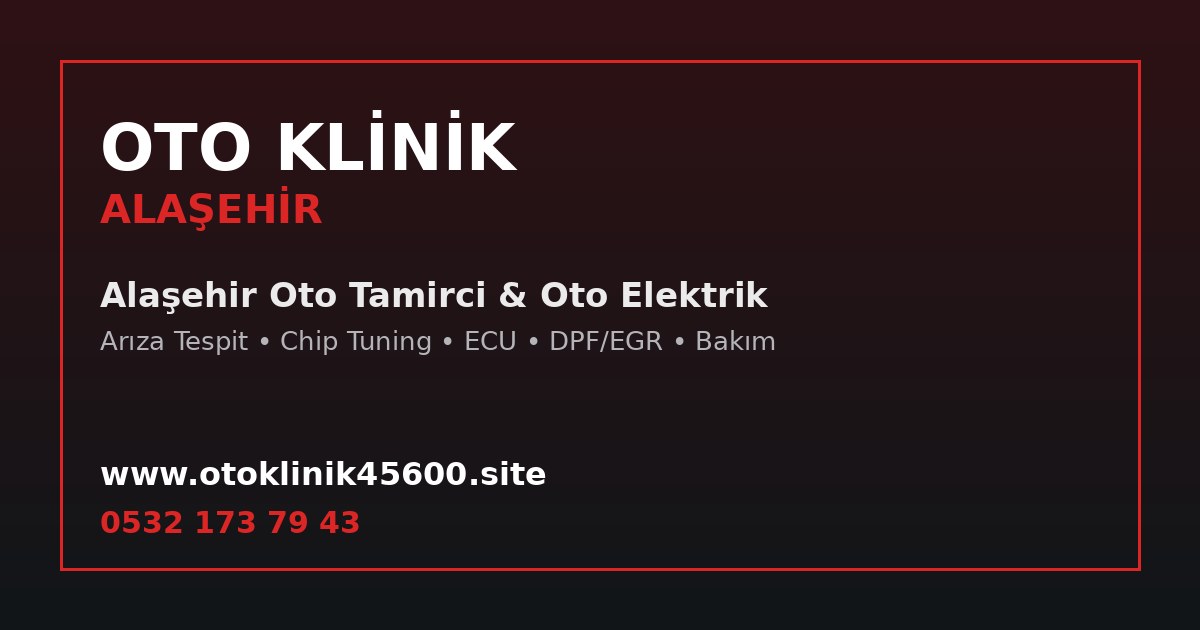 OTO KLİNİK
ALAŞEHİR
Alaşehir Oto Tamirci & Oto Elektrik
Arıza Tespit • Chip Tuning • ECU • DPF/EGR • Bakım
www.otoklinik45600.site
0532 173 79 43